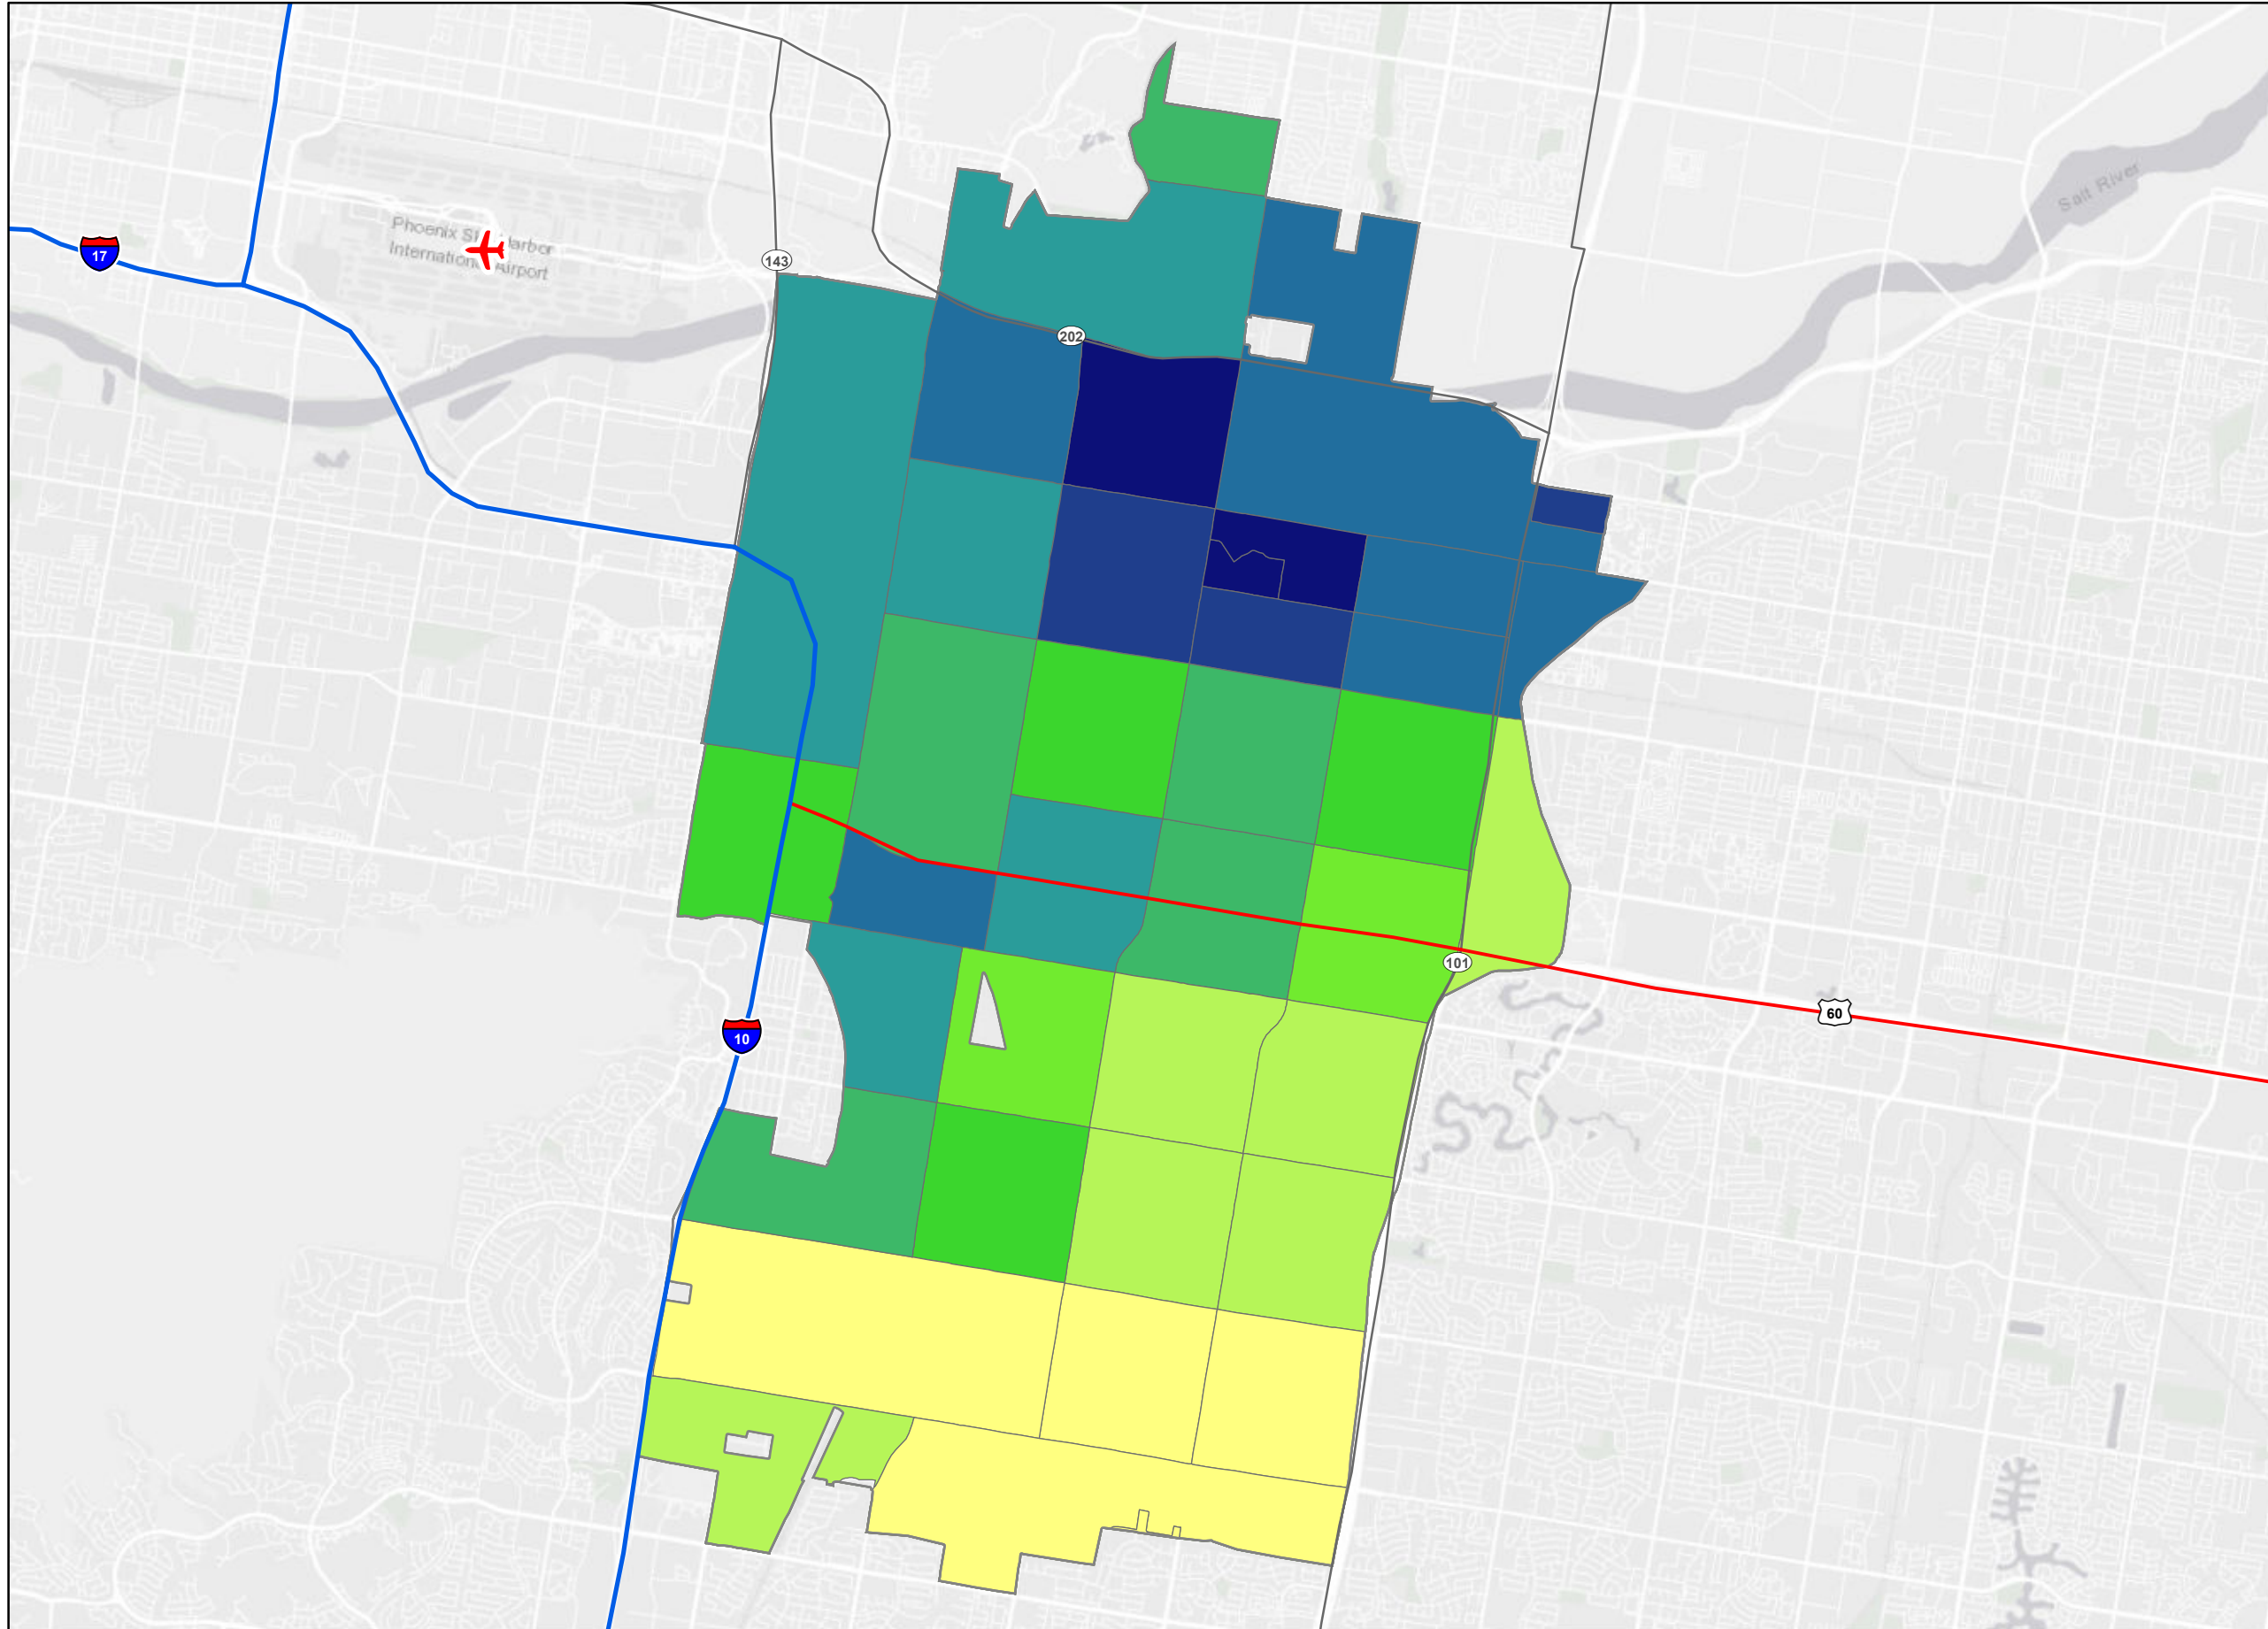 Salt River
Phoenix Sky Harbor
International Airport
17
143
202
101
60
10